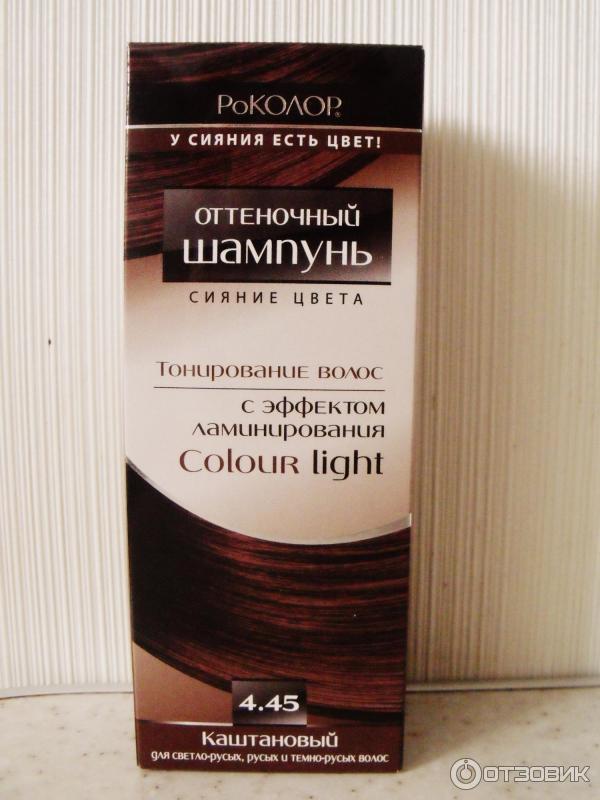 РоКОЛОР®
У СИЯНИЯ ЕСТЬ ЦВЕТ!
ОТТЕНОЧНЫЙ
ШАМПУНЬ
СИЯНИЕ ЦВЕТА
Тонирование волос
с эффектом
ламинирования
Colour light
4.45
Каштановый
для светло-русых, русых и темно-русых волос
ОТЗОВИК